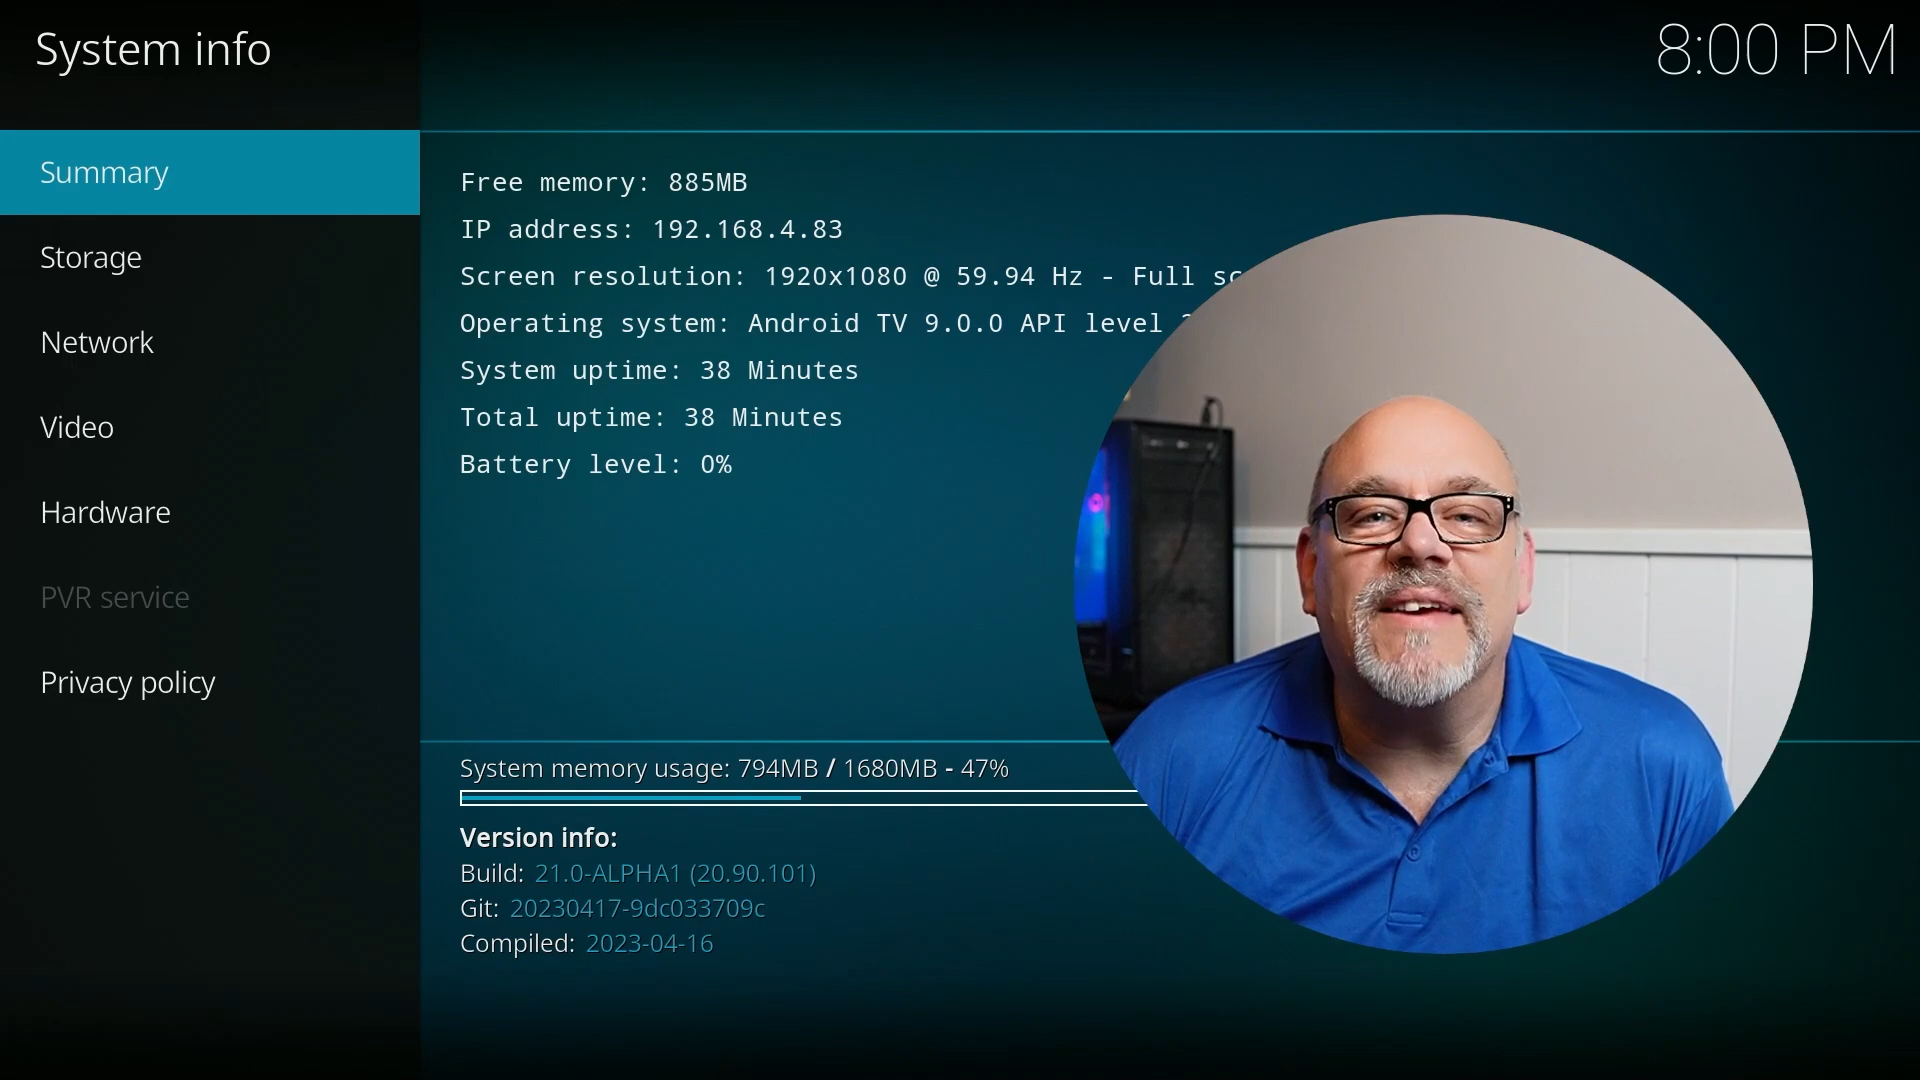 System info
8:00 PM
Summary
Storage
Network
Video
Hardware
PVR service
Privacy policy
Free memory: 885MB
IP address: 192.168.4.83
Screen resolution: 1920x1080 @ 59.94 Hz - Full
Operating system: Android TV 9.0.0 API level
System uptime: 38 Minutes
Total uptime: 38 Minutes
Battery level: 0%
System memory usage: 794MB / 1680MB - 47%
Version info:
Build: 21.0-ALPHA1 (20.90.101)
Git: 20230417-9dc033709c
Compiled: 2023-04-16